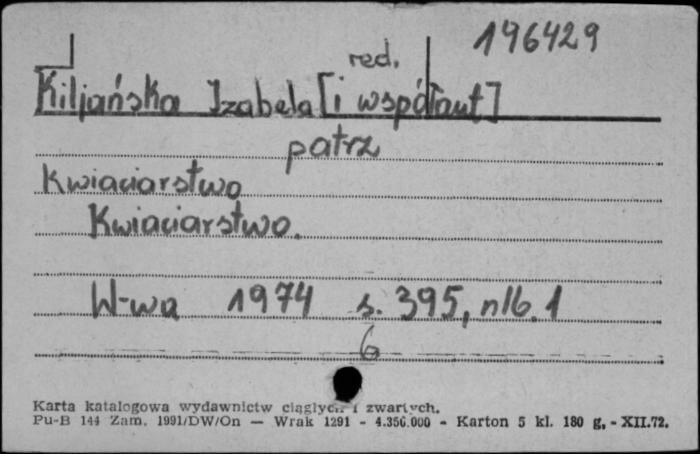 196429
red.
Kiljańska Izabela [i współaut]
patrz
Kwiaciarstwo
Kwiaciarstwo.
W-wa 1974 s. 395, nlb. 1
6
Karta katalogowa wydawnictw ciągłych i zwartych.
Pu-B 144 Zam. 1991/DW/On — Wrak 1291 - 4.350.000 - Karton 5 kl. 180 g. - XII.72.